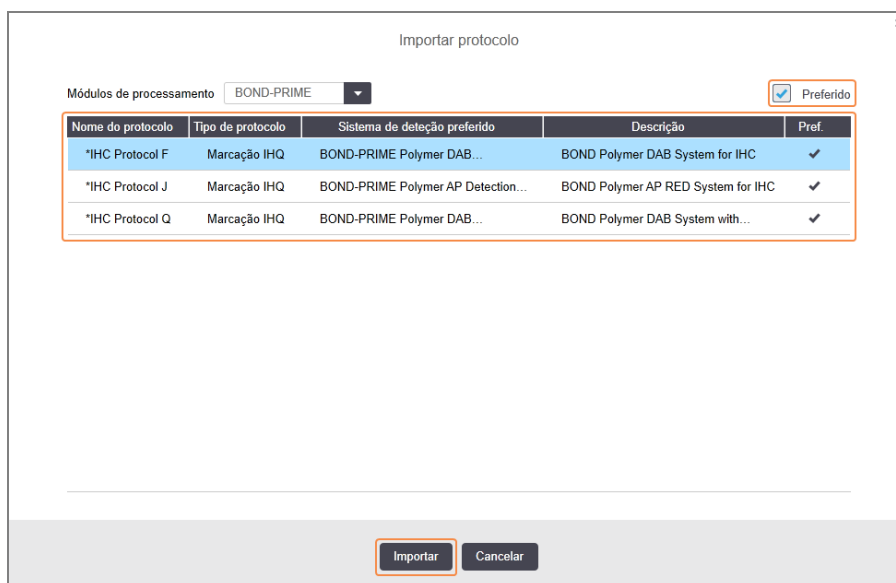 Importar protocolo
Módulos de processamento BOND-PRIME Preferido
Nome do protocolo Tipo de protocolo Sistema de deteção preferido Descrição Pref.
*IHC Protocol F Marcação IHQ BOND-PRIME Polymer DAB... BOND Polymer DAB System for IHC
*IHC Protocol J Marcação IHQ BOND-PRIME Polymer AP Detection... BOND Polymer AP RED System for IHC
*IHC Protocol Q Marcação IHQ BOND-PRIME Polymer DAB... BOND Polymer DAB System with...
Importar Cancelar